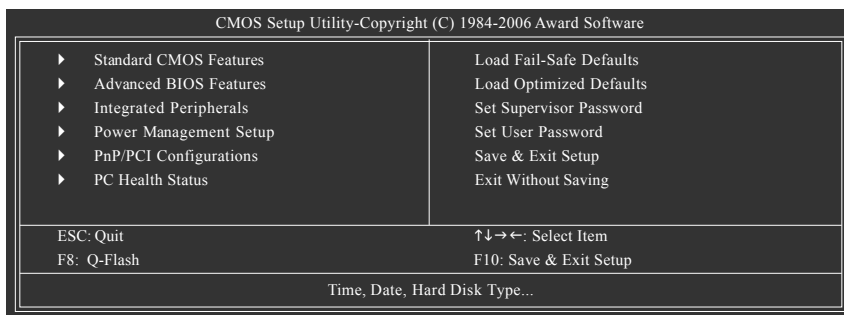 CMOS Setup Utility-Copyright (C) 1984-2006 Award Software
Standard CMOS Features
Advanced BIOS Features
Integrated Peripherals
Power Management Setup
PnP/PCI Configurations
PC Health Status
Load Fail-Safe Defaults
Load Optimized Defaults
Set Supervisor Password
Set User Password
Save & Exit Setup
Exit Without Saving
ESC: Quit
↑↓→←: Select Item
F8: Q-Flash
F10: Save & Exit Setup
Time, Date, Hard Disk Type...